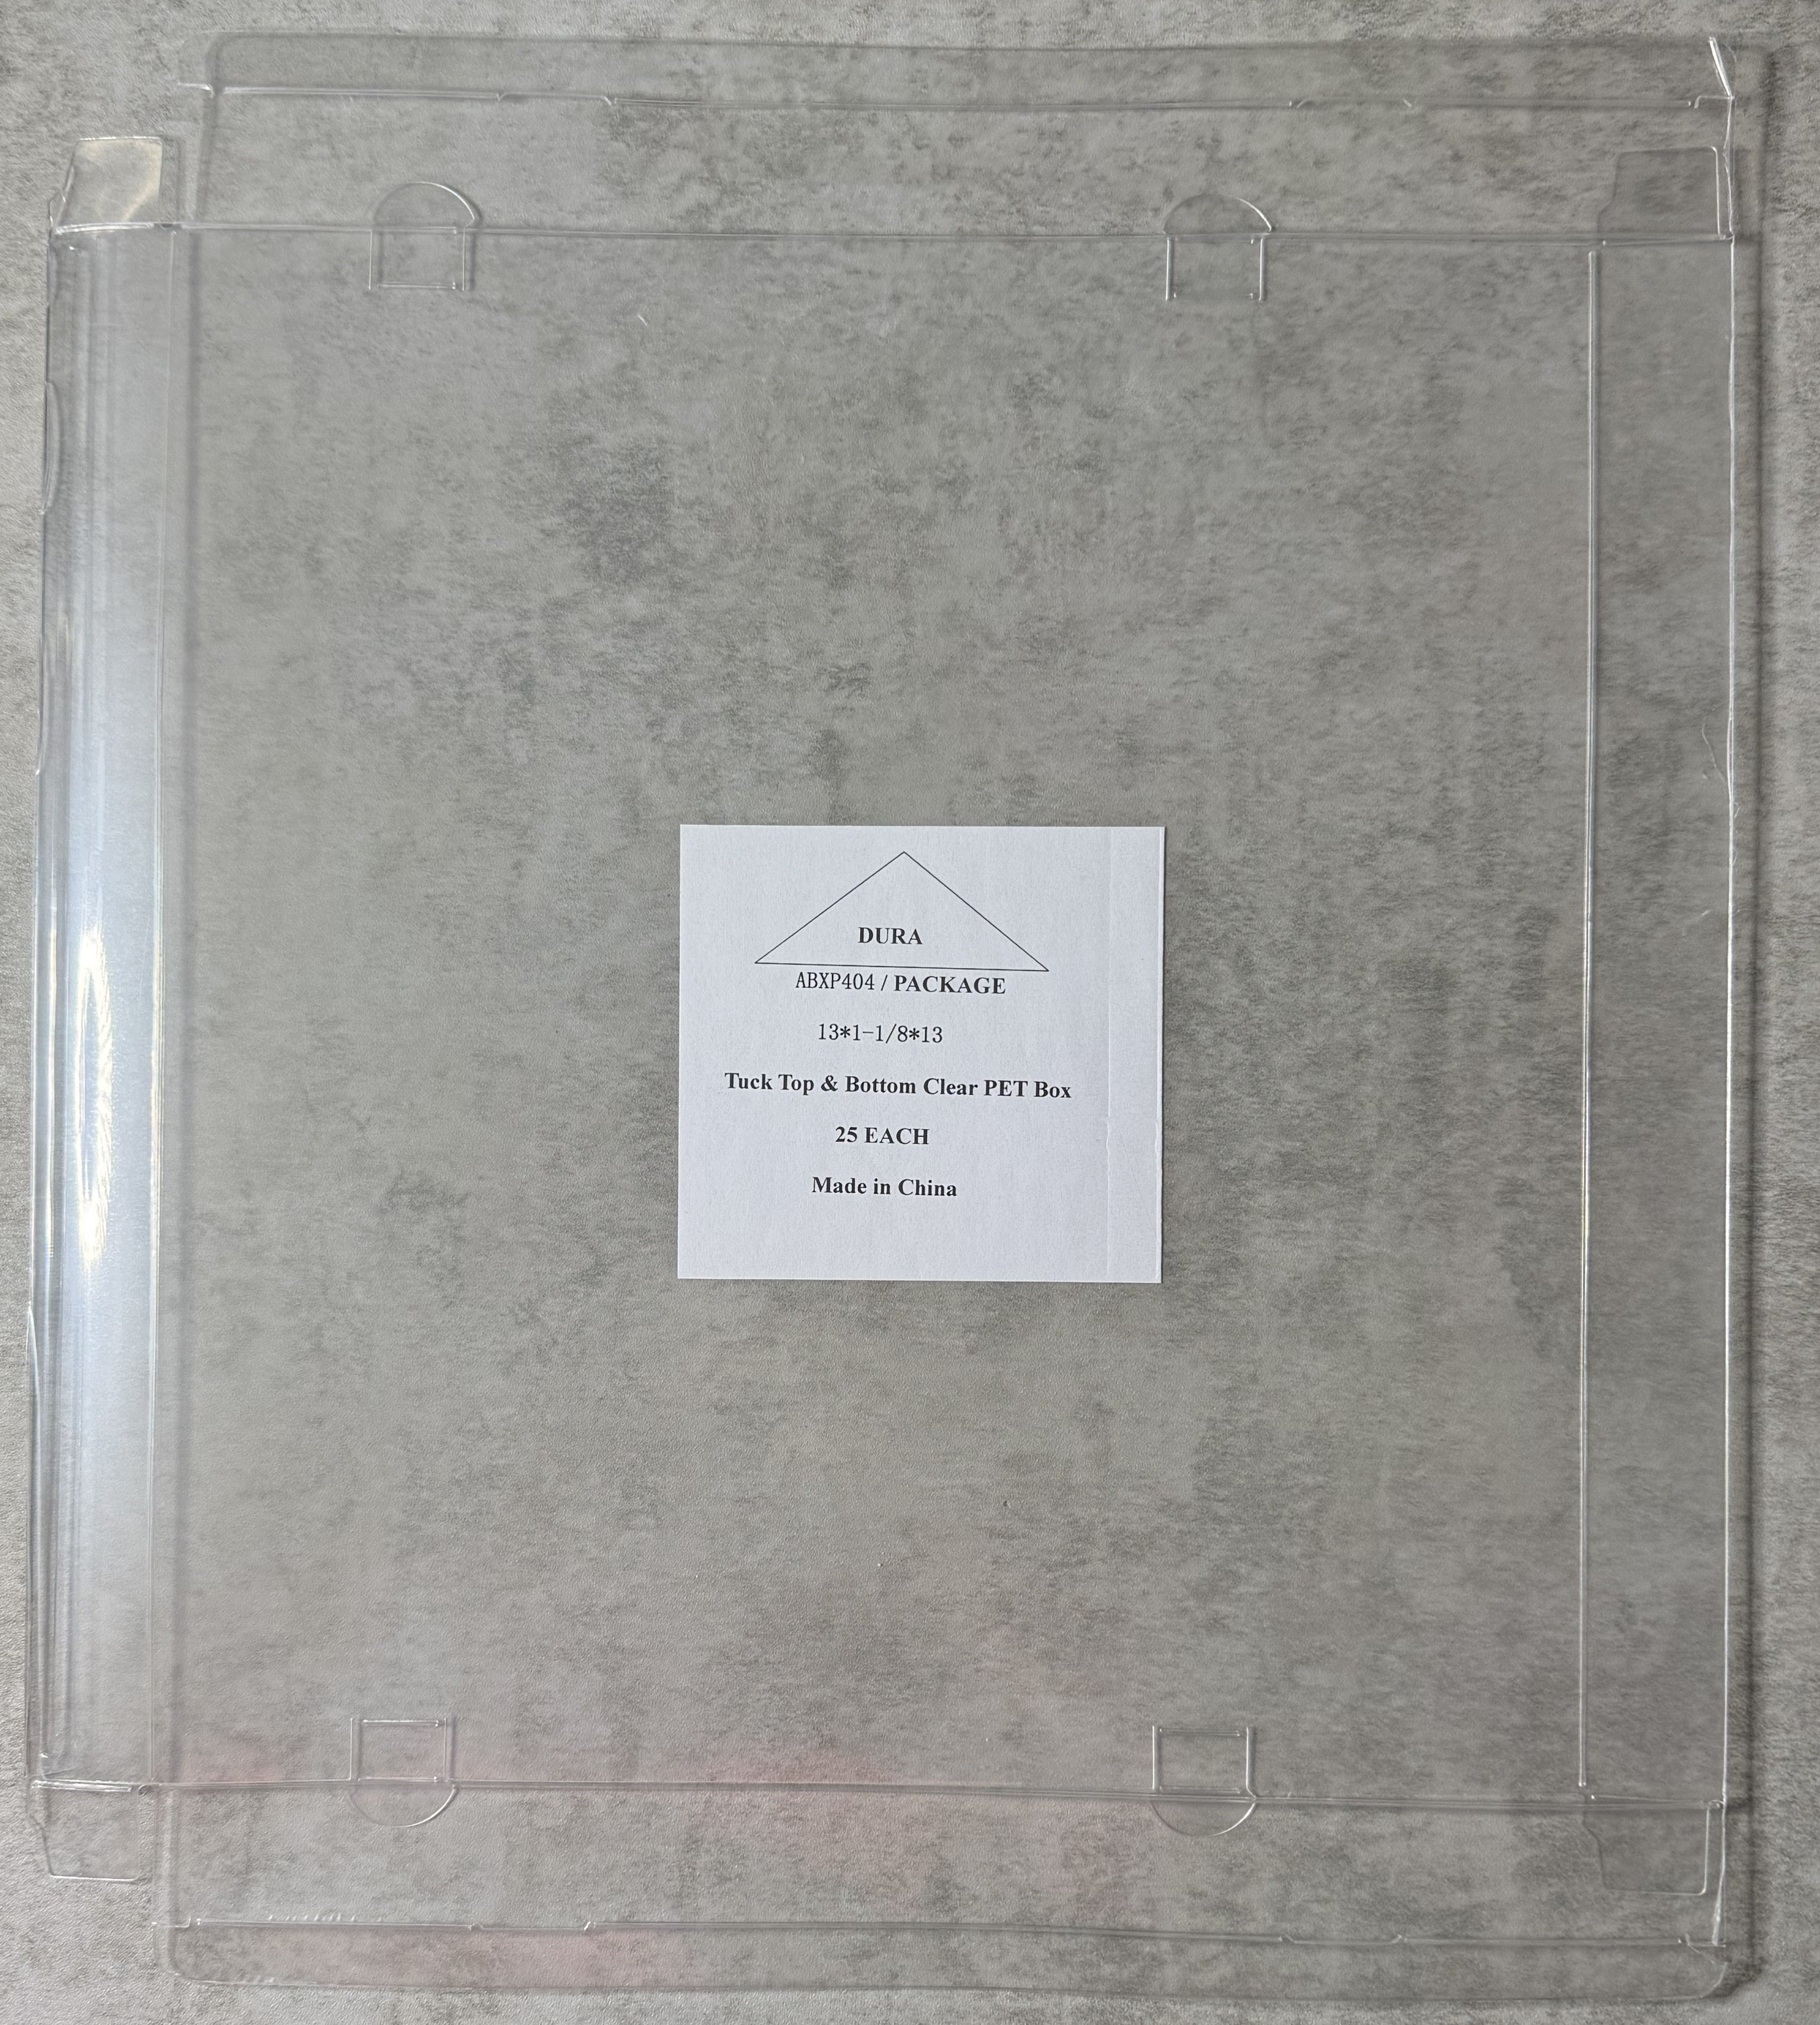 DURA
ABXP404 / PACKAGE
13*1-1/8*13
Tuck Top & Bottom Clear PET Box
25 EACH
Made in China